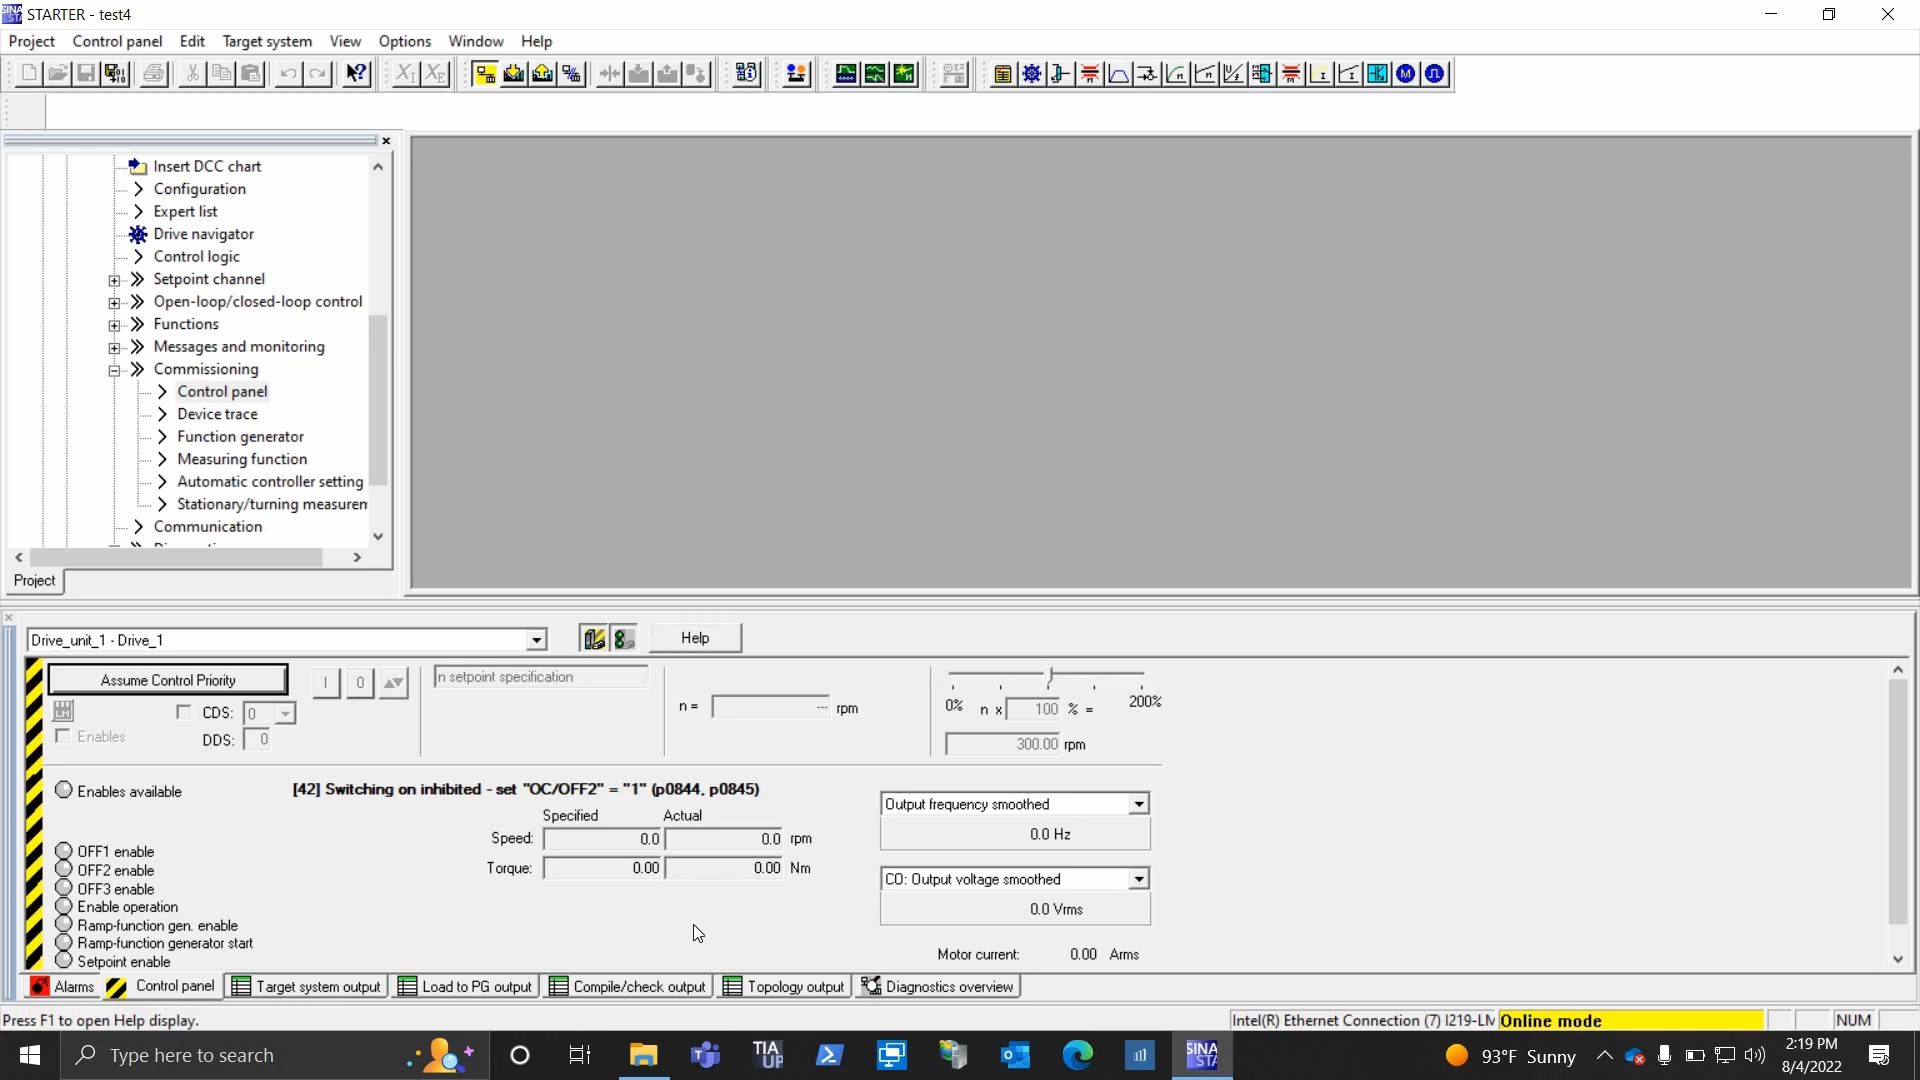 STARTER - test4
Project Control panel Edit Target system View Options Window Help
Insert DCC chart
Configuration
Expert list
Drive navigator
Control logic
Setpoint channel
Open-loop/closed-loop control
Functions
Messages and monitoring
Commissioning
Control panel
Device trace
Function generator
Measuring function
Automatic controller setting
Stationary/turning measurem
Communication
Project
Drive_unit_1 - Drive_1
Help
Assume Control Priority
I 0
n setpoint specification
n = --- rpm
0% n x 100 % = 200%
300.00 rpm
CDS: 0
Enables
DDS: 0
Enables available
[42] Switching on inhibited - set "OC/OFF2" = "1" (p0844, p0845)
Specified Actual
Speed: 0.0 0.0 rpm
Torque: 0.00 0.00 Nm
Output frequency smoothed
0.0 Hz
CO: Output voltage smoothed
0.0 Vrms
Motor current: 0.00 Arms
OFF1 enable
OFF2 enable
OFF3 enable
Enable operation
Ramp-function gen. enable
Ramp-function generator start
Setpoint enable
Alarms Control panel Target system output Load to PG output Compile/check output Topology output Diagnostics overview
Press F1 to open Help display.
Intel(R) Ethernet Connection (7) I219-LM Online mode NUM
Type here to search
TIA UP
SINA STA
93°F Sunny
2:19 PM
8/4/2022